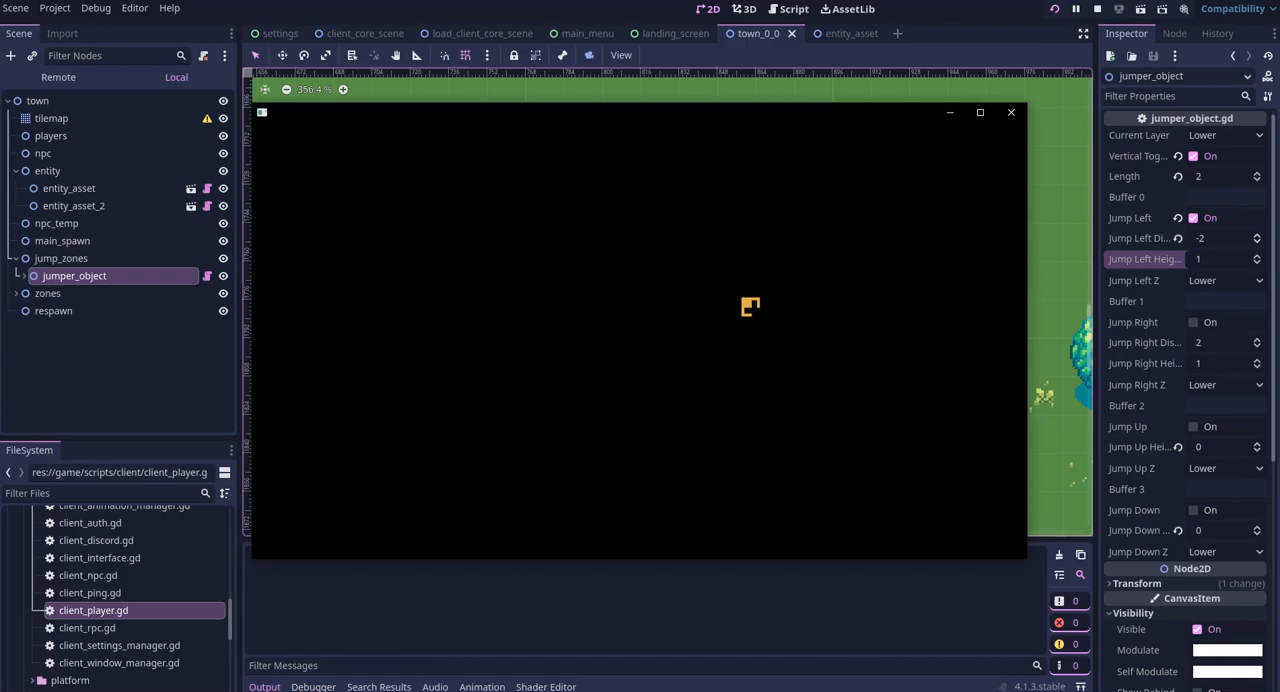 Scene Project Debug Editor Help 2D 3D Script AssetLib Compatibility
Scene Import
settings client_core_scene load_client_core_scene main_menu landing_screen town_0_0 entity_asset
Inspector Node History
Filter Nodes
View
Remote Local
jumper_object
356.4 %
Filter Properties
town
tilemap
players
npc
entity
entity_asset
entity_asset_2
npc_temp
main_spawn
jump_zones
jumper_object
zones
respawn
jumper_object.gd
Current Layer Lower
Vertical Tog... On
Length 2
Buffer 0
Jump Left On
Jump Left Di... -2
Jump Left Heig... 1
Jump Left Z Lower
Buffer 1
Jump Right On
Jump Right Dis... 2
Jump Right Hei... 1
Jump Right Z Lower
Buffer 2
Jump Up On
Jump Up Hei... 0
Jump Up Z Lower
Buffer 3
Jump Down On
Jump Down ... 0
Jump Down Z Lower
Node2D
Transform (1 change)
CanvasItem
Visibility
Visible On
Modulate
Self Modulate
FileSystem
res://game/scripts/client/client_player.g
Filter Files
client_animation_manager.gd
client_auth.gd
client_discord.gd
client_interface.gd
client_npc.gd
client_ping.gd
client_player.gd
client_rpc.gd
client_settings_manager.gd
client_window_manager.gd
platform
0
0
0
0
Filter Messages
Output Debugger Search Results Audio Animation Shader Editor 4.1.3.stable